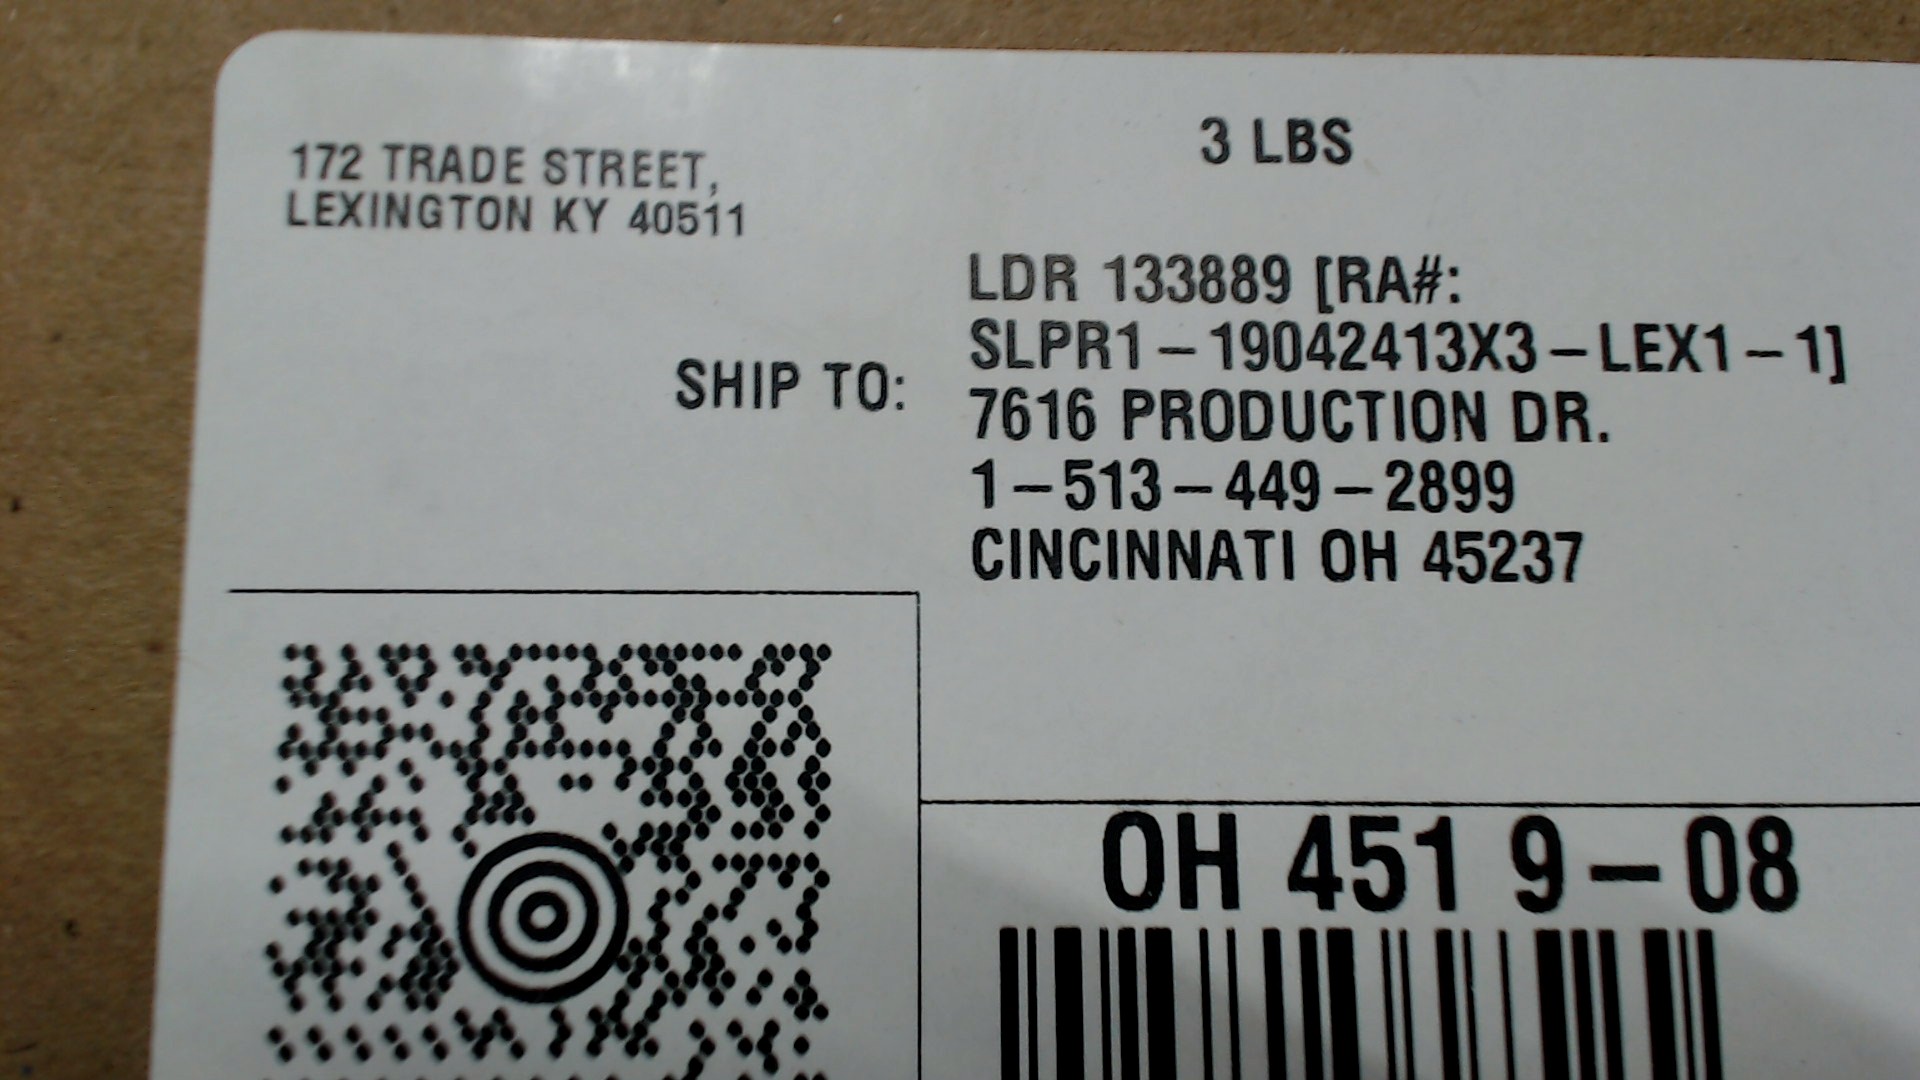 172 TRADE STREET,
LEXINGTON KY 40511
3 LBS
SHIP TO:
LDR 133889 [RA#:
SLPR1-19042413X3-LEX1-1]
7616 PRODUCTION DR.
1-513-449-2899
CINCINNATI OH 45237
OH 451 9-08